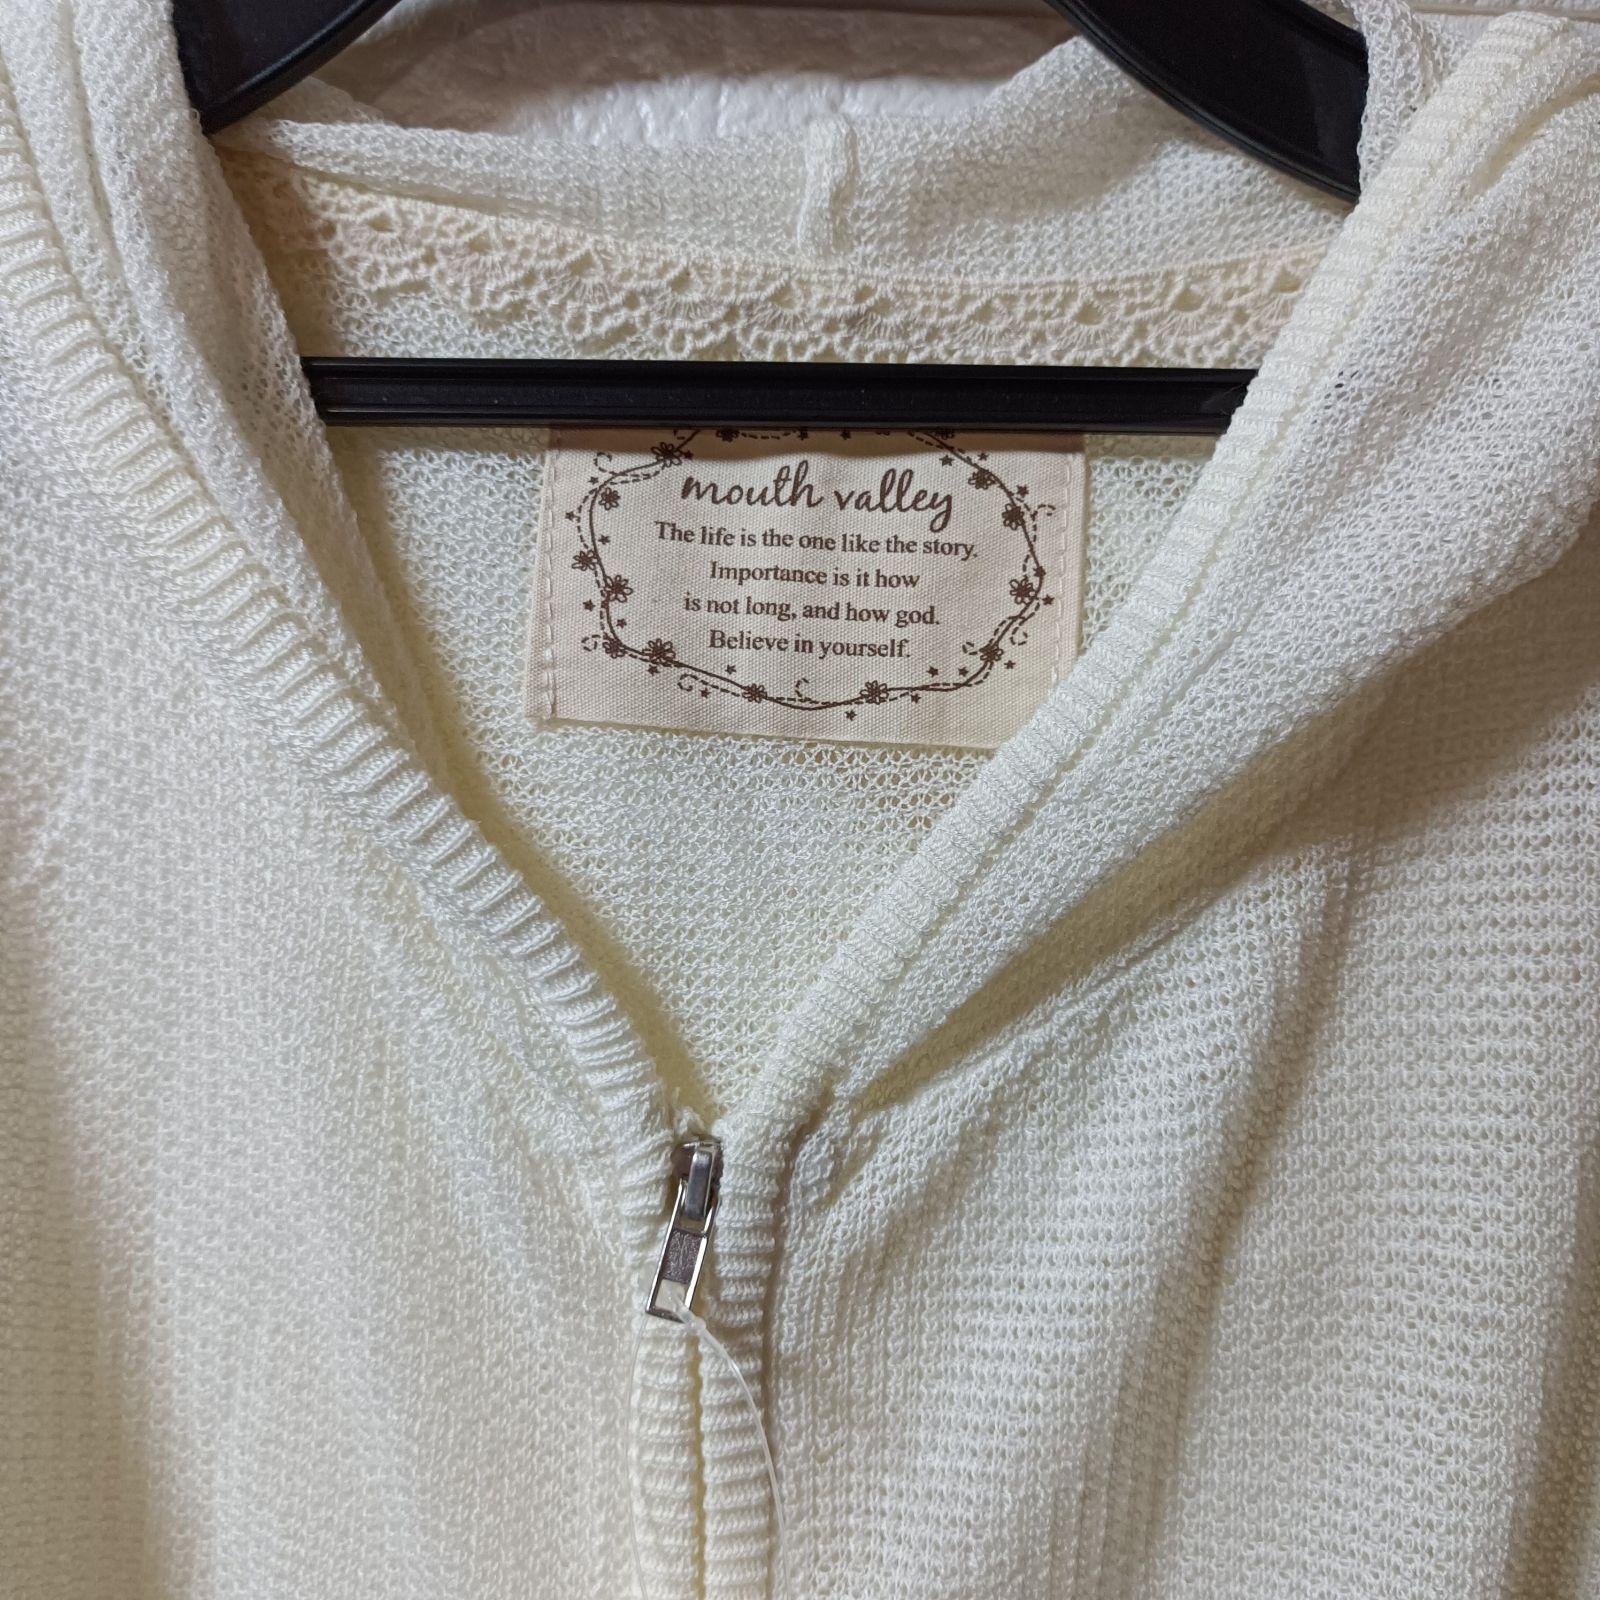 mouth valley
The life is the one like the story.
Importance is it how
is not long, and how god.
Believe in yourself.